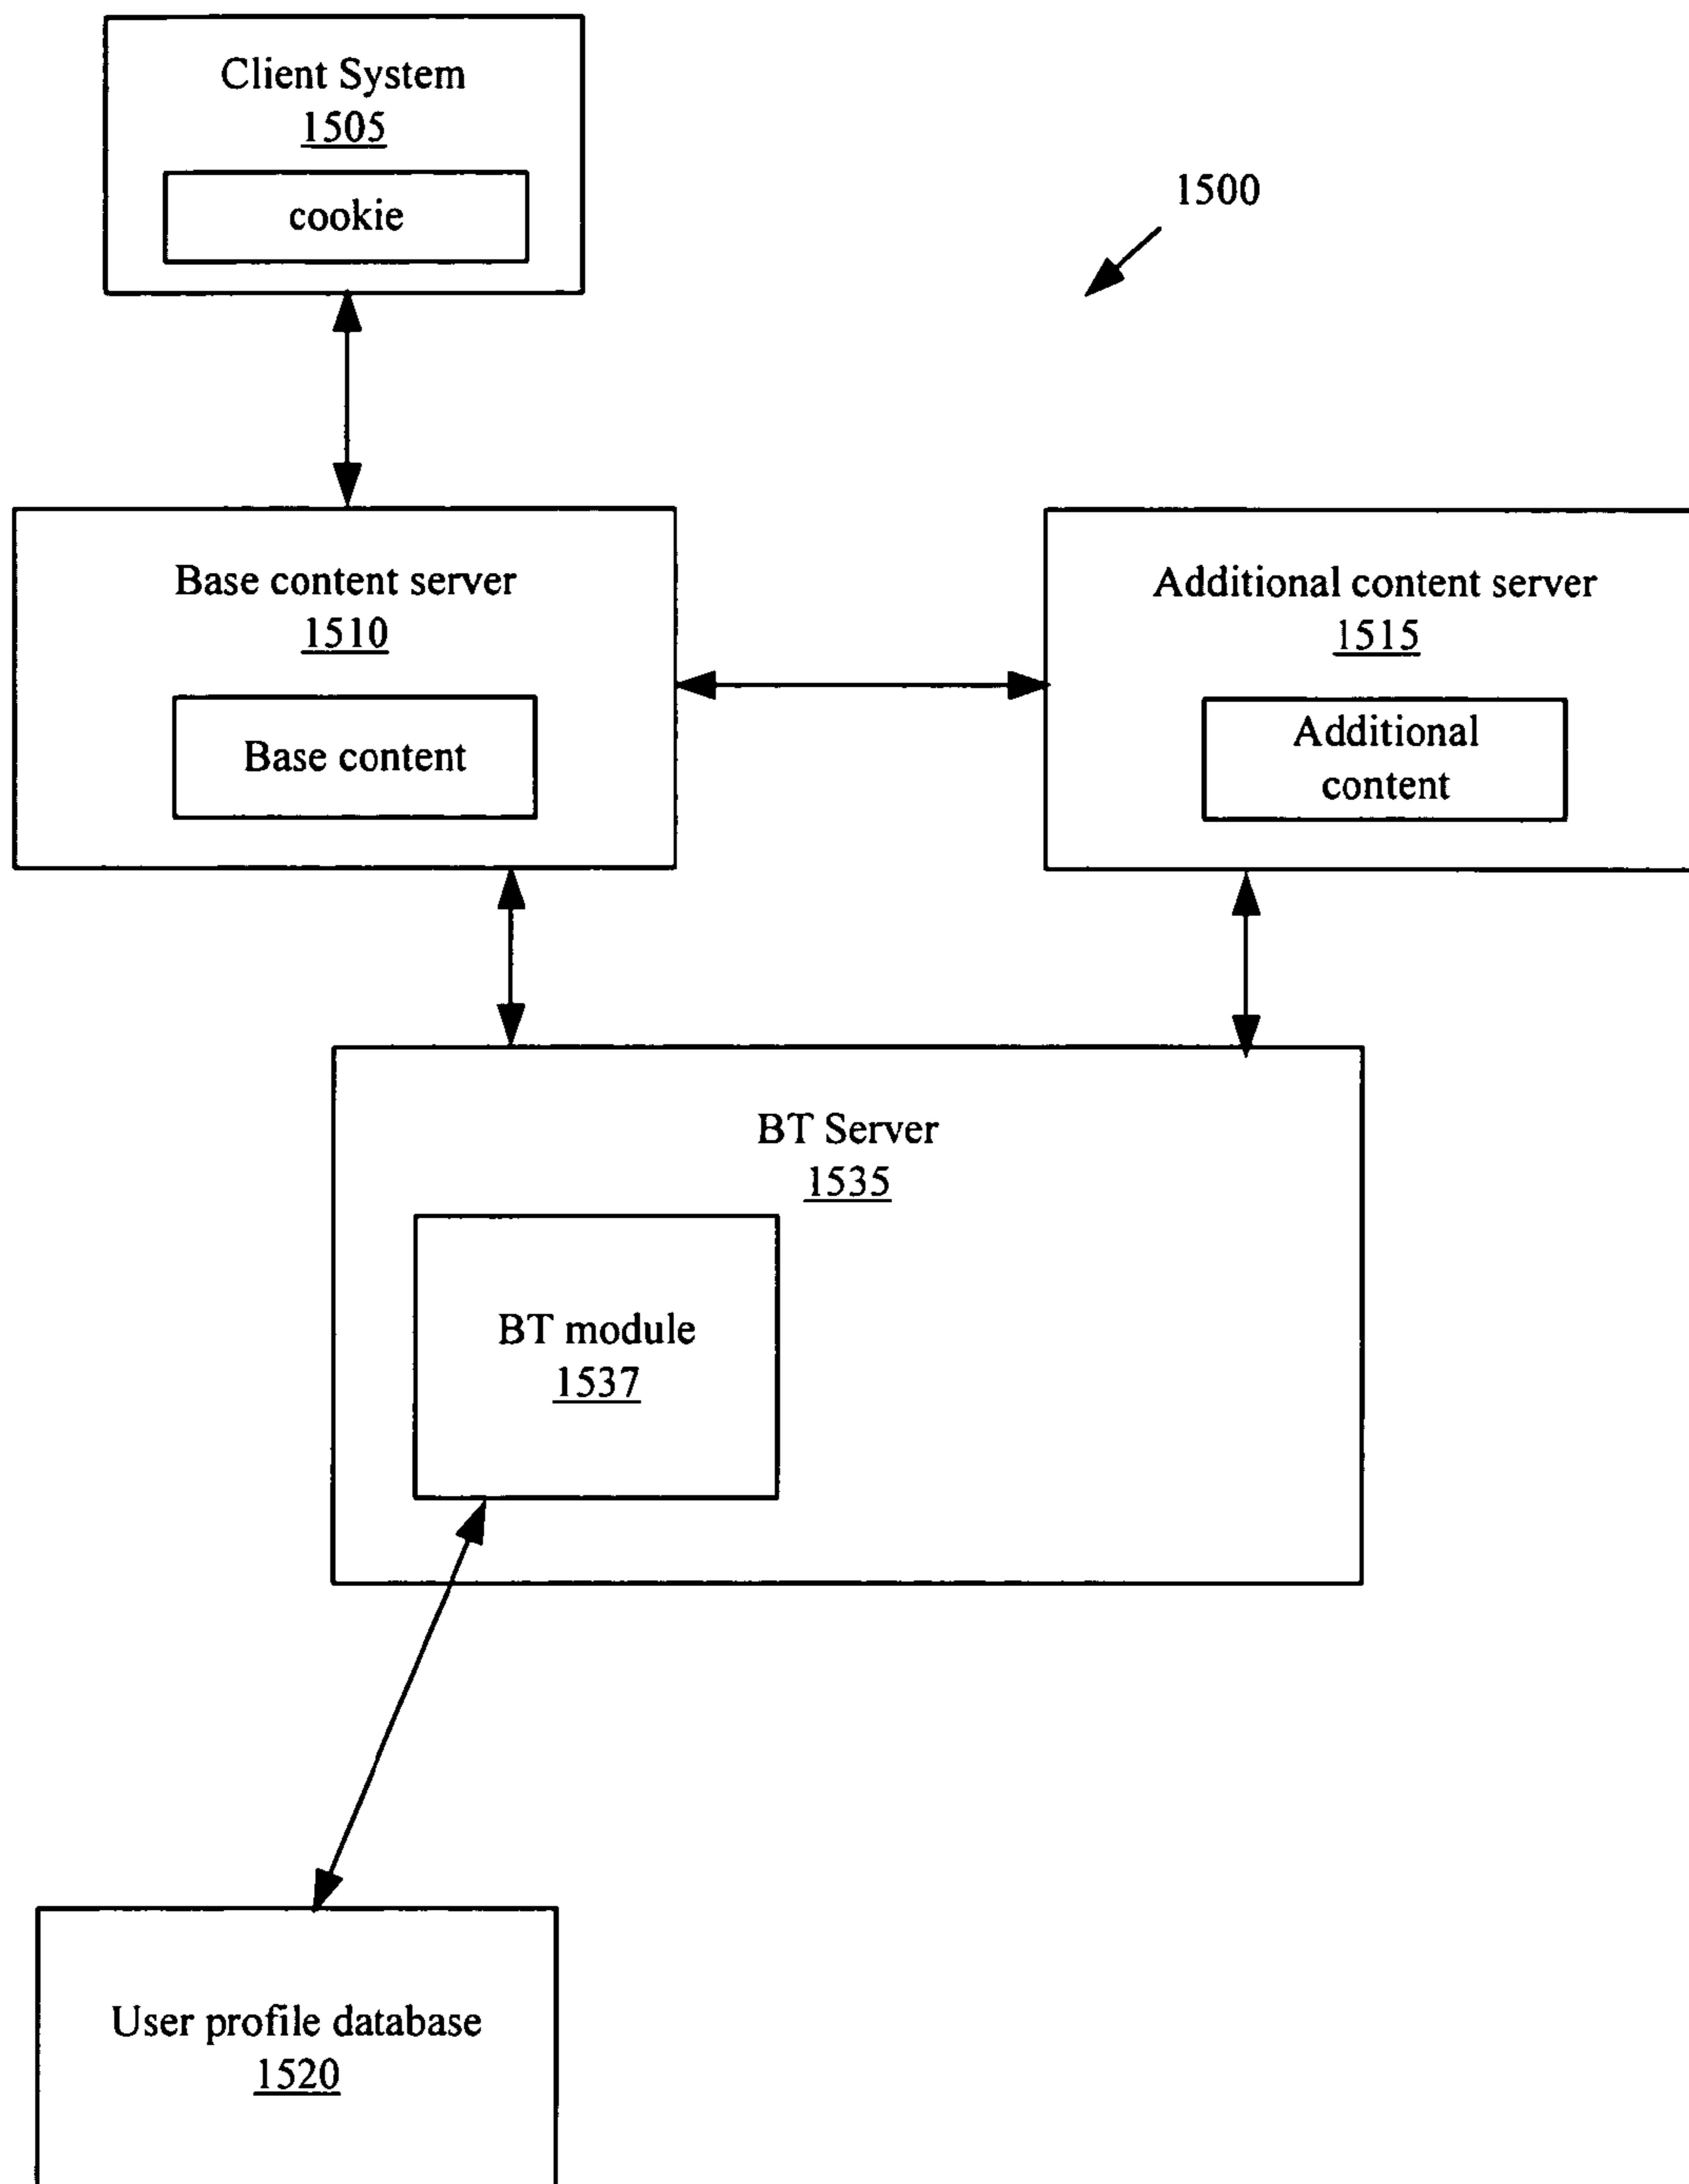 Client System
1505
cookie
1500
Base content server
1510
Base content
Additional content server
1515
Additional
content
BT Server
1535
BT module
1537
User profile database
1520